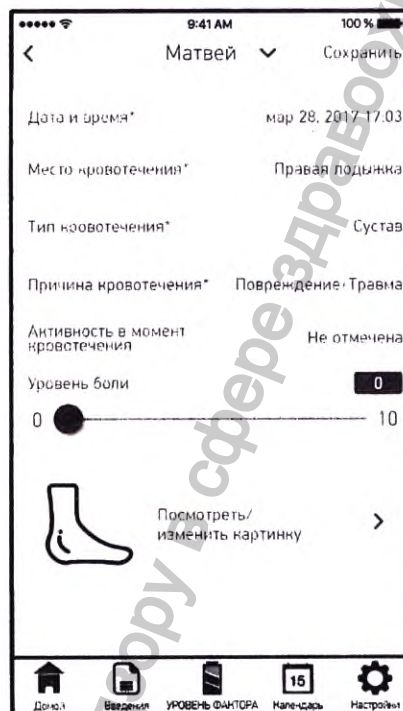 9:41 AM 100 %
Матвей Сохранить
Дата и время* мар 28, 2017 17.03
Место кровотечения* Правая лодыжка
Тип кровотечения* Сустав
Причина кровотечения* Повреждение/Травма
Активность в момент
кровотечения Не отмечена
Уровень боли 0
0 10
Посмотреть/
изменить картинку
15
Домой Введения УРОВЕНЬ ФАКТОРА Календарь Настройки
в сфере здравоох